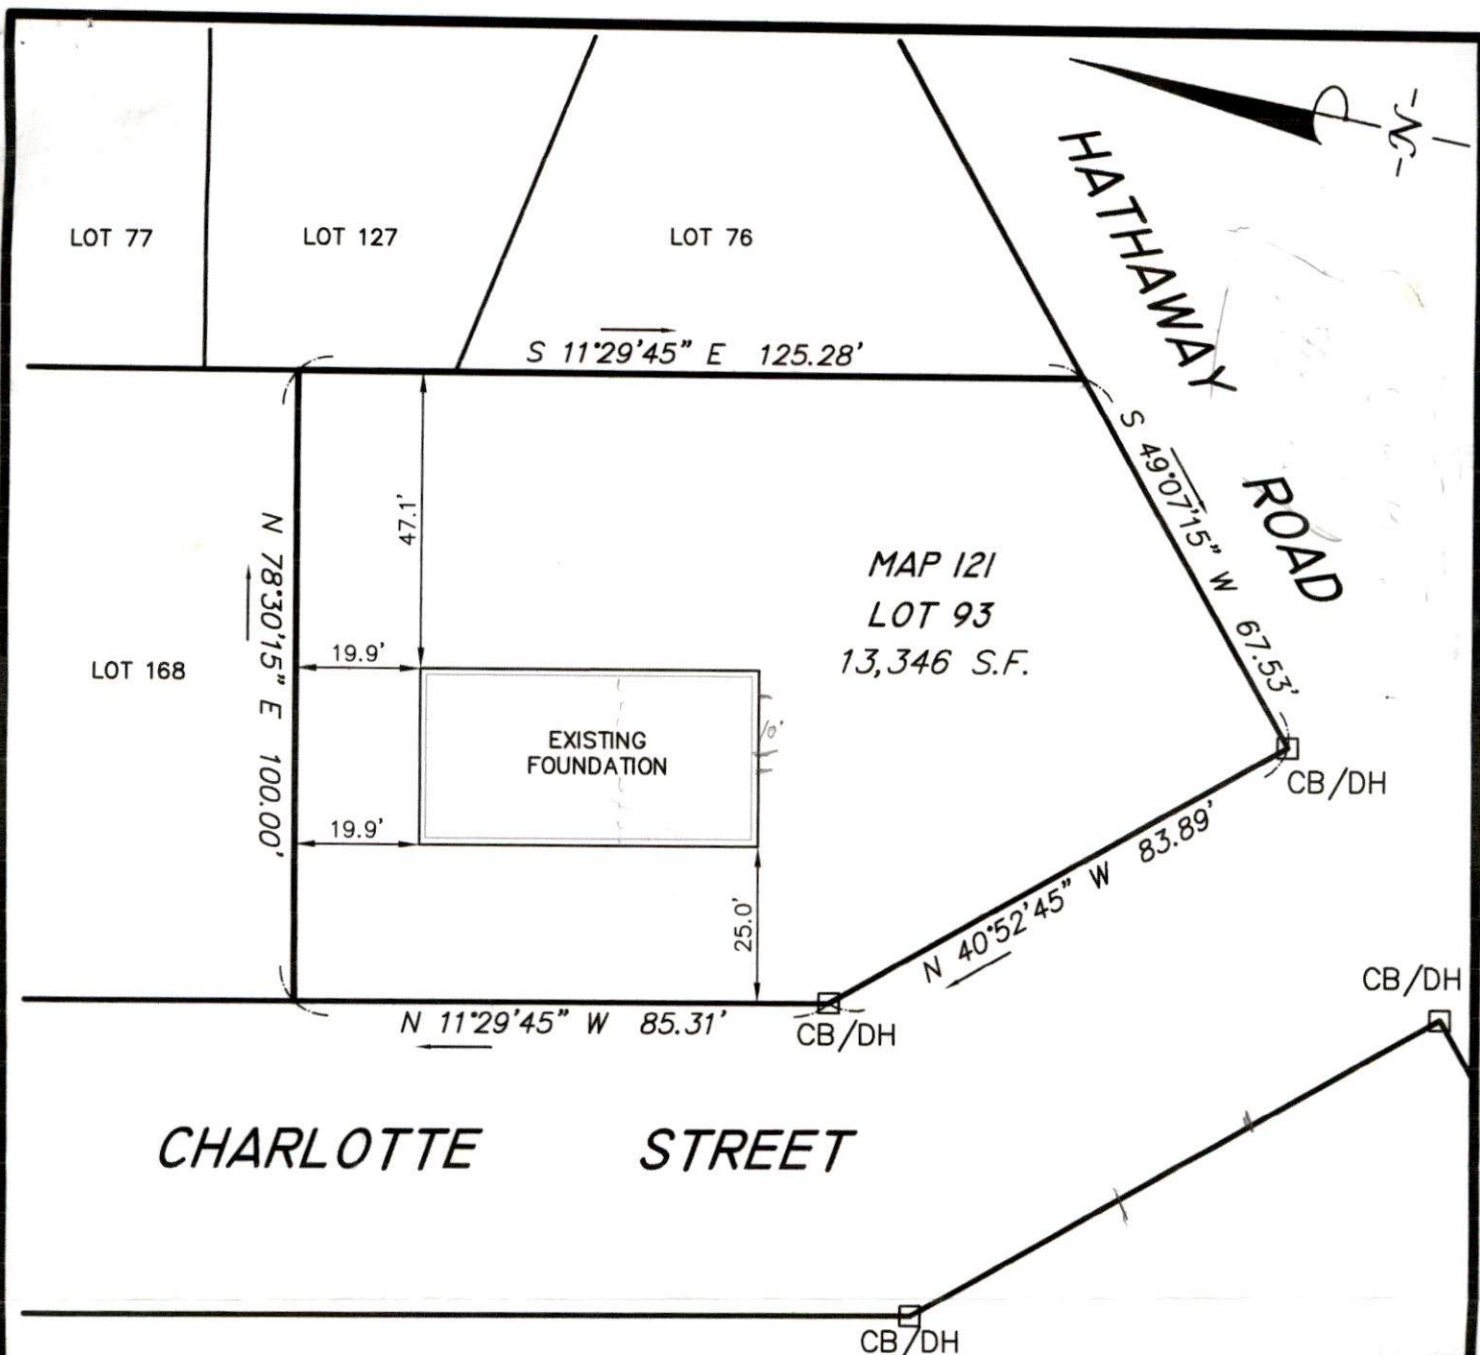 -N-
HATHAWAY
ROAD
LOT 77
LOT 127
LOT 76
S 11°29'45" E 125.28'
S 49°07'15" W 67.53'
47.1'
N 78°30'15" E 100.00'
MAP 121
LOT 93
13,346 S.F.
LOT 168
19.9'
EXISTING
FOUNDATION
10'
19.9'
CB/DH
N 40°52'45" W 83.89'
25.0'
CB/DH
N 11°29'45" W 85.31'
CB/DH
CHARLOTTE STREET
CB/DH